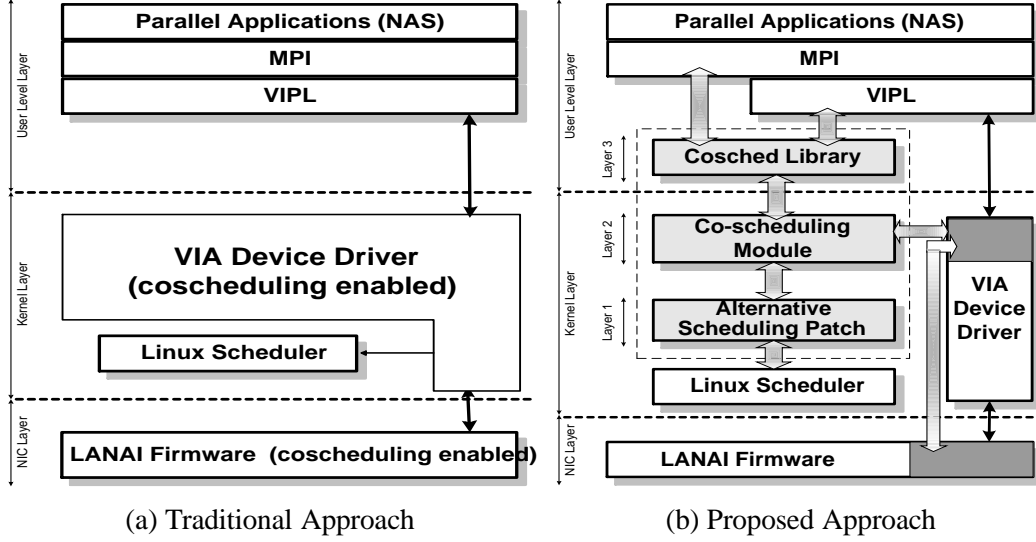 Parallel Applications (NAS)
MPI
VIPL
User Level Layer
VIA Device Driver
(coscheduling enabled)
Linux Scheduler
Kernel Layer
LANAI Firmware (coscheduling enabled)
NIC Layer
(a) Traditional Approach
Parallel Applications (NAS)
MPI
VIPL
User Level Layer
Layer 3
Cosched Library
Layer 2
Co-scheduling
Module
Kernel Layer
Layer 1
Alternative
Scheduling Patch
VIA
Device
Driver
Linux Scheduler
NIC Layer
LANAI Firmware
(b) Proposed Approach